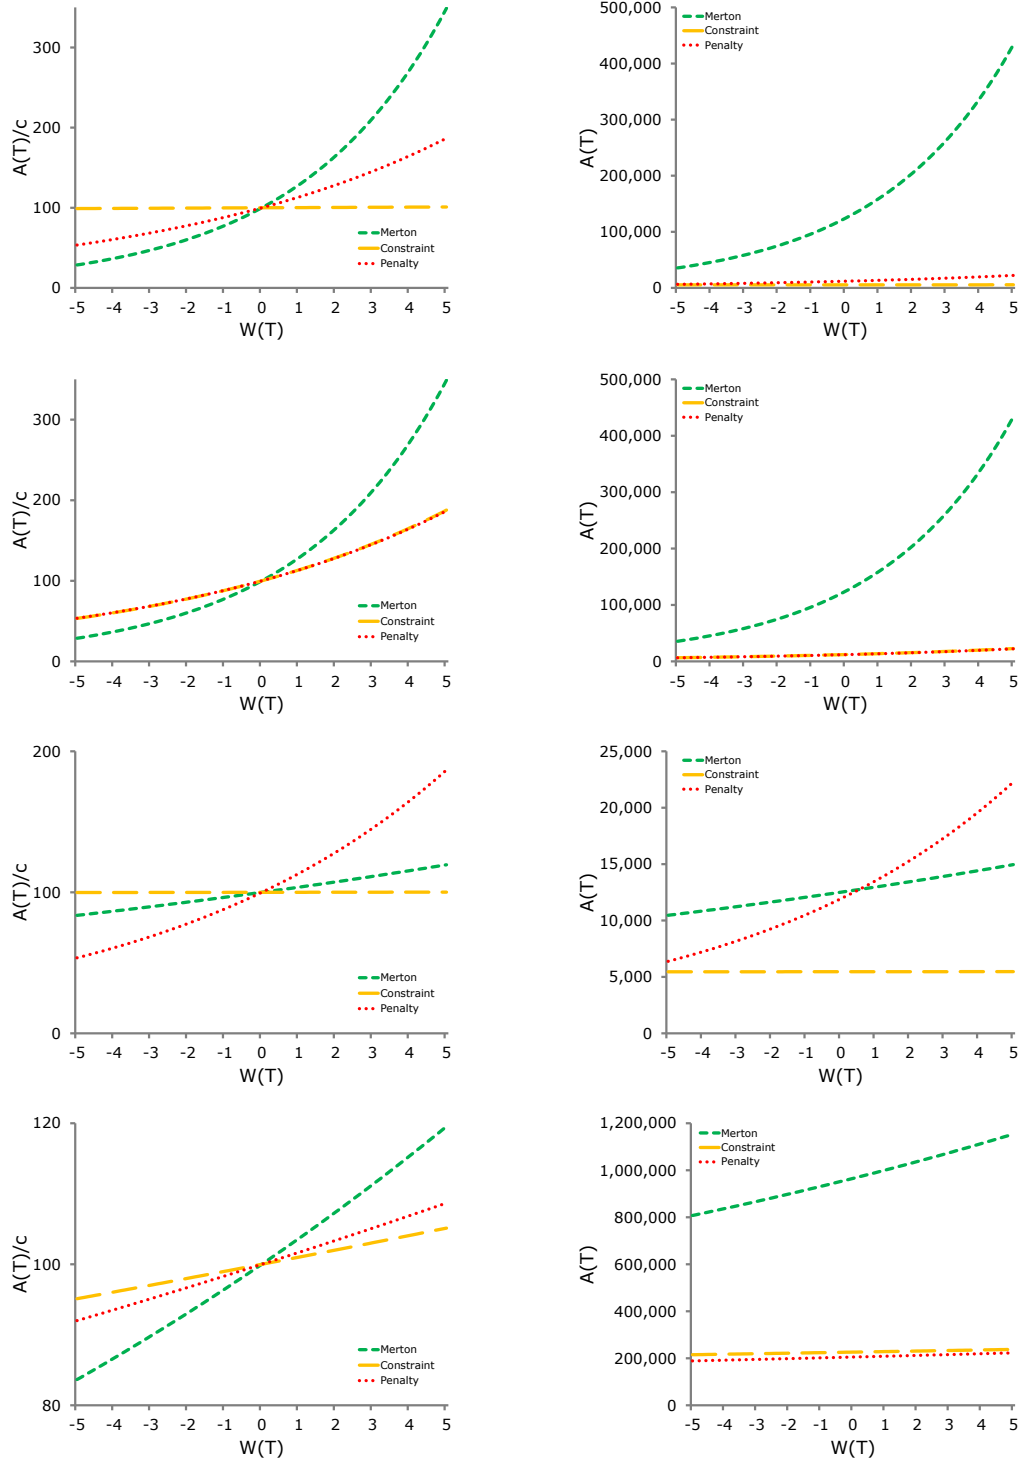 300
200
100
0
A(T)/c
Merton
Constraint
Penalty
-5 -4 -3 -2 -1 0 1 2 3 4 5
W(T)
500,000
400,000
300,000
200,000
100,000
0
A(T)
Merton
Constraint
Penalty
-5 -4 -3 -2 -1 0 1 2 3 4 5
W(T)
300
200
100
0
A(T)/c
Merton
Constraint
Penalty
-5 -4 -3 -2 -1 0 1 2 3 4 5
W(T)
500,000
400,000
300,000
200,000
100,000
0
A(T)
Merton
Constraint
Penalty
-5 -4 -3 -2 -1 0 1 2 3 4 5
W(T)
200
100
0
A(T)/c
Merton
Constraint
Penalty
-5 -4 -3 -2 -1 0 1 2 3 4 5
W(T)
25,000
20,000
15,000
10,000
5,000
0
A(T)
Merton
Constraint
Penalty
-5 -4 -3 -2 -1 0 1 2 3 4 5
W(T)
120
100
80
A(T)/c
Merton
Constraint
Penalty
-5 -4 -3 -2 -1 0 1 2 3 4 5
W(T)
1,200,000
1,000,000
800,000
600,000
400,000
200,000
0
A(T)
Merton
Constraint
Penalty
-5 -4 -3 -2 -1 0 1 2 3 4 5
W(T)